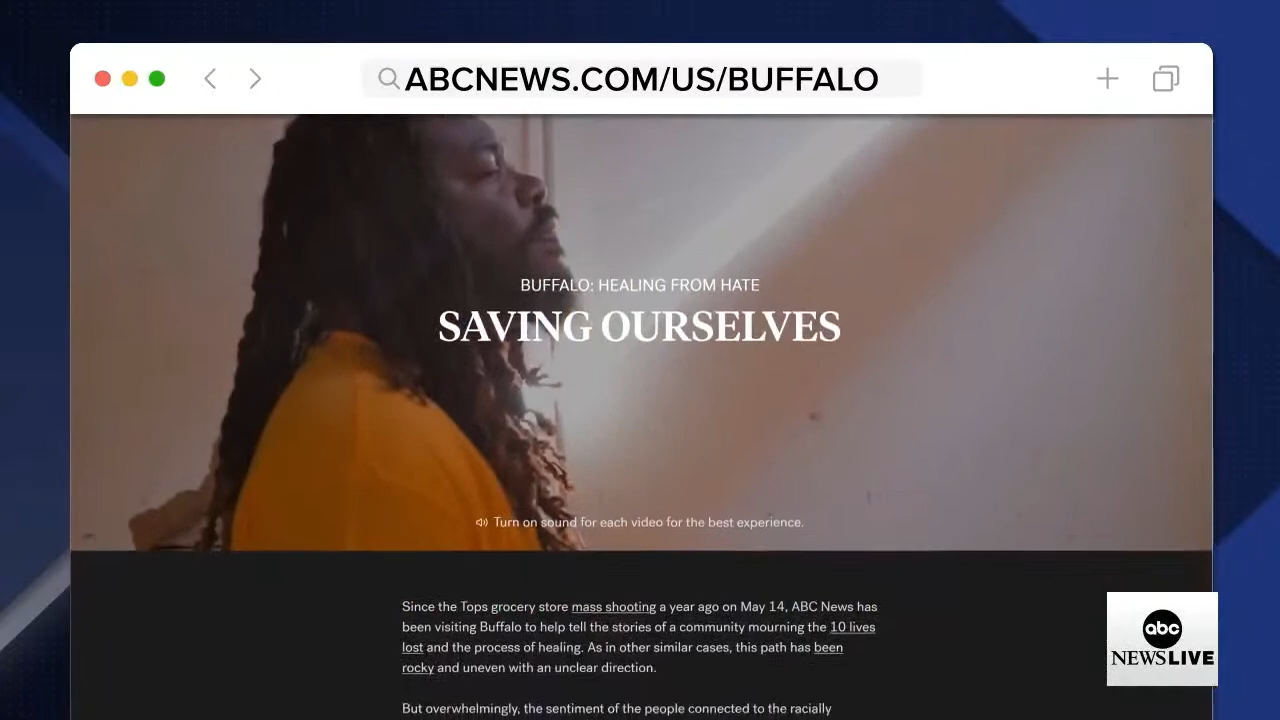 ABCNEWS.COM/US/BUFFALO
BUFFALO: HEALING FROM HATE
SAVING OURSELVES
Turn on sound for each video for the best experience.
Since the Tops grocery store mass shooting a year ago on May 14, ABC News has
been visiting Buffalo to help tell the stories of a community mourning the 10 lives
lost and the process of healing. As in other similar cases, this path has been
rocky and uneven with an unclear direction.
But overwhelmingly, the sentiment of the people connected to the racially
abc
NEWSLIVE